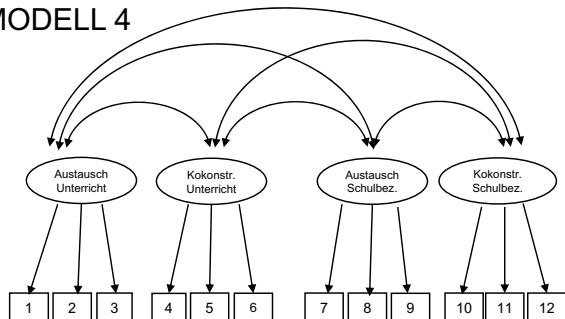 MODELL 4
Austausch
Unterricht
Kokonstr.
Unterricht
Austausch
Schulbez.
Kokonstr.
Schulbez.
1 2 3 4 5 6 7 8 9 10 11 12